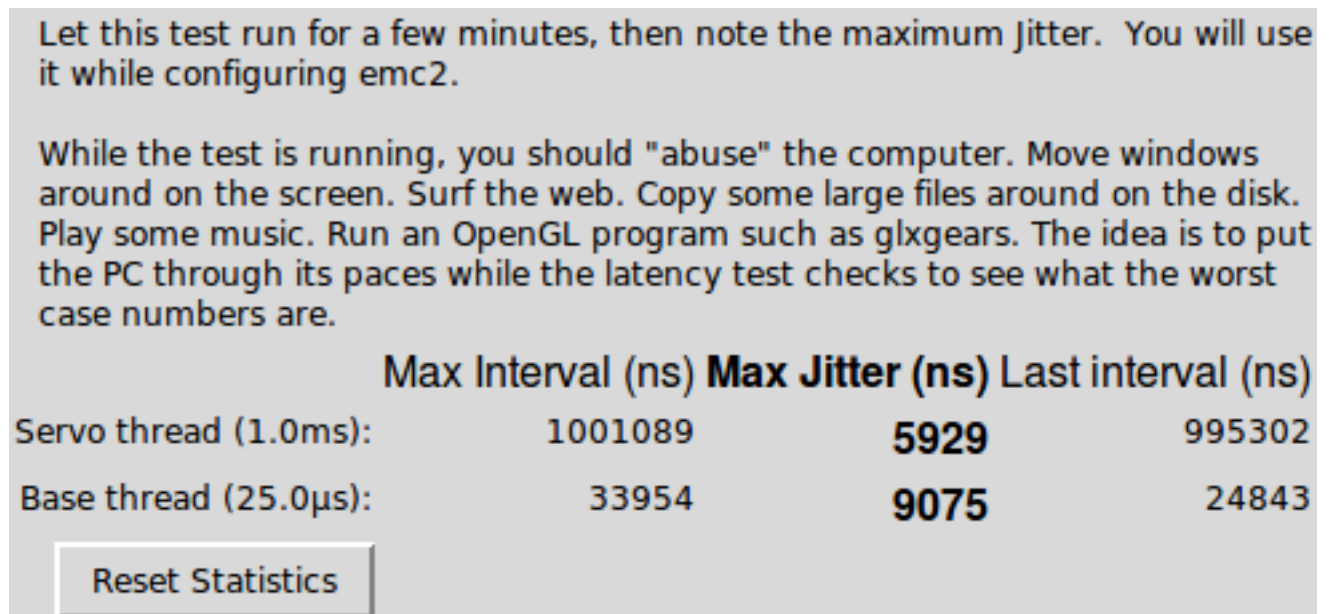 Let this test run for a few minutes, then note the maximum Jitter.  You will use
it while configuring emc2.
While the test is running, you should "abuse" the computer. Move windows
around on the screen. Surf the web. Copy some large files around on the disk.
Play some music. Run an OpenGL program such as glxgears. The idea is to put
the PC through its paces while the latency test checks to see what the worst
case numbers are.
Max Interval (ns) Max Jitter (ns) Last interval (ns)
Servo thread (1.0ms): 1001089 5929 995302
Base thread (25.0µs): 33954 9075 24843
Reset Statistics